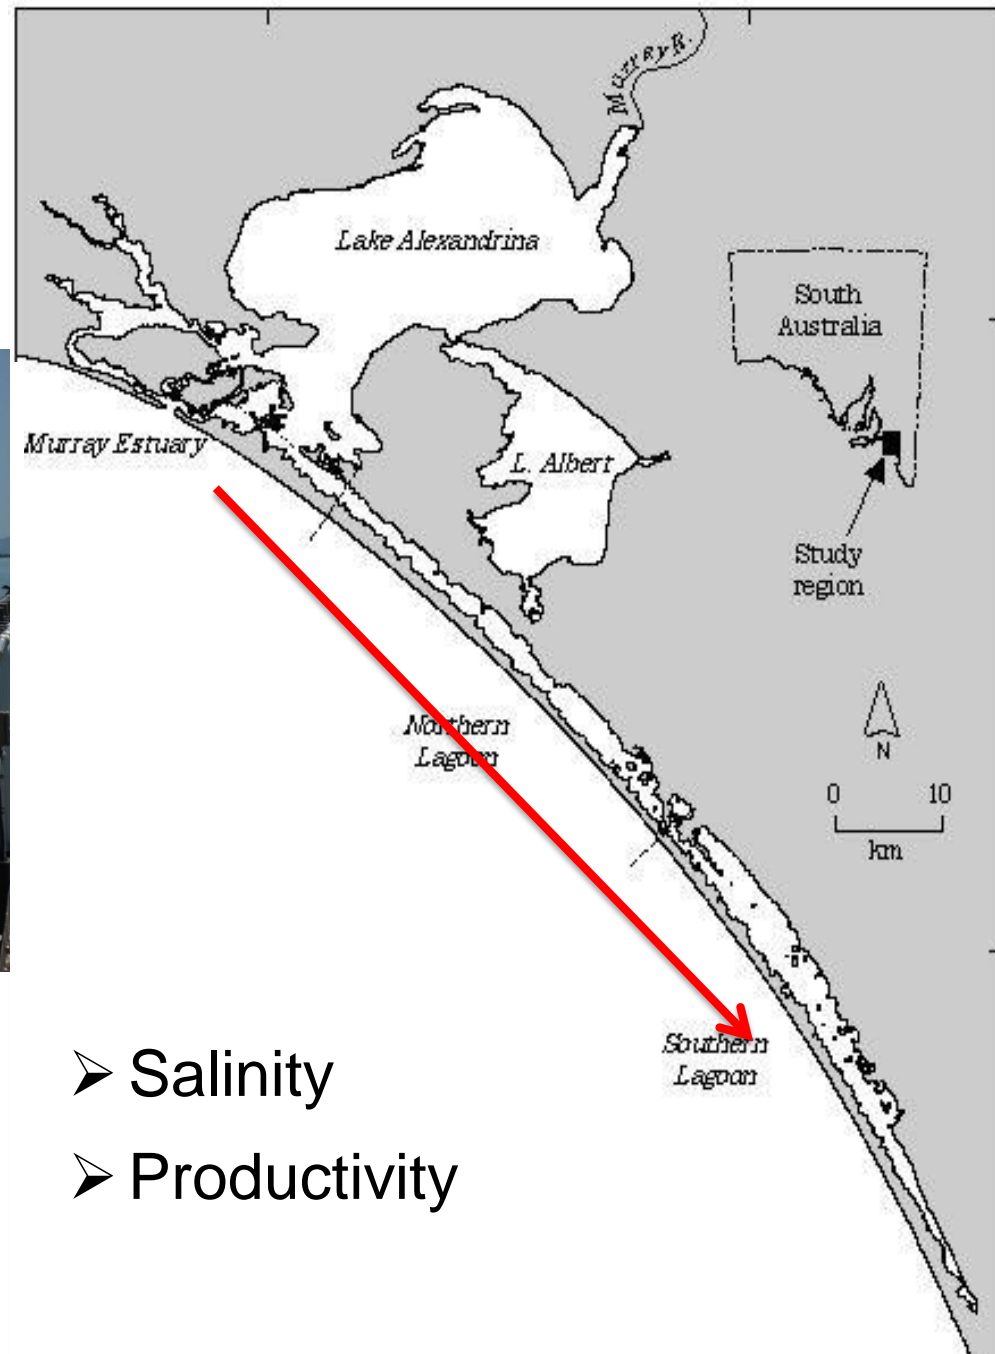 Murray R.
Lake Alexandrina
South
Australia
Murray Estuary
L. Albert
Study
region
Northern
Lagoon
N
0 10
km
Southern
Lagoon
➢ Salinity
➢ Productivity